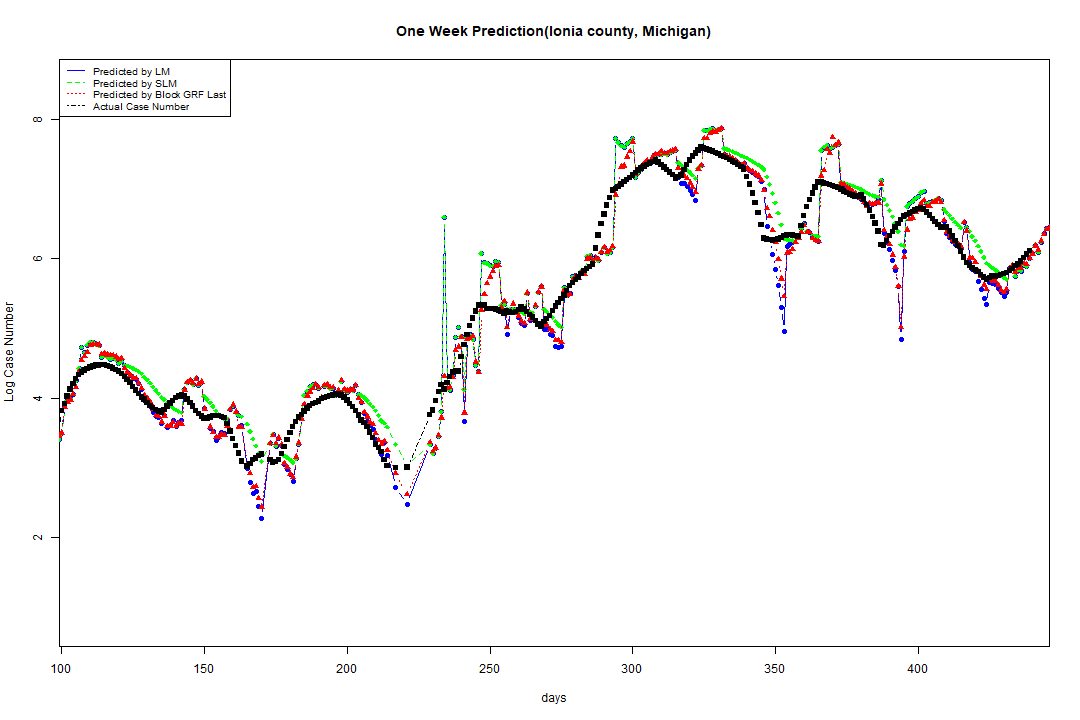 One Week Prediction(Ionia county, Michigan)
Predicted by LM
Predicted by SLM
Predicted by Block GRF Last
Actual Case Number
8
6
4
2
Log Case Number
100 150 200 250 300 350 400
days